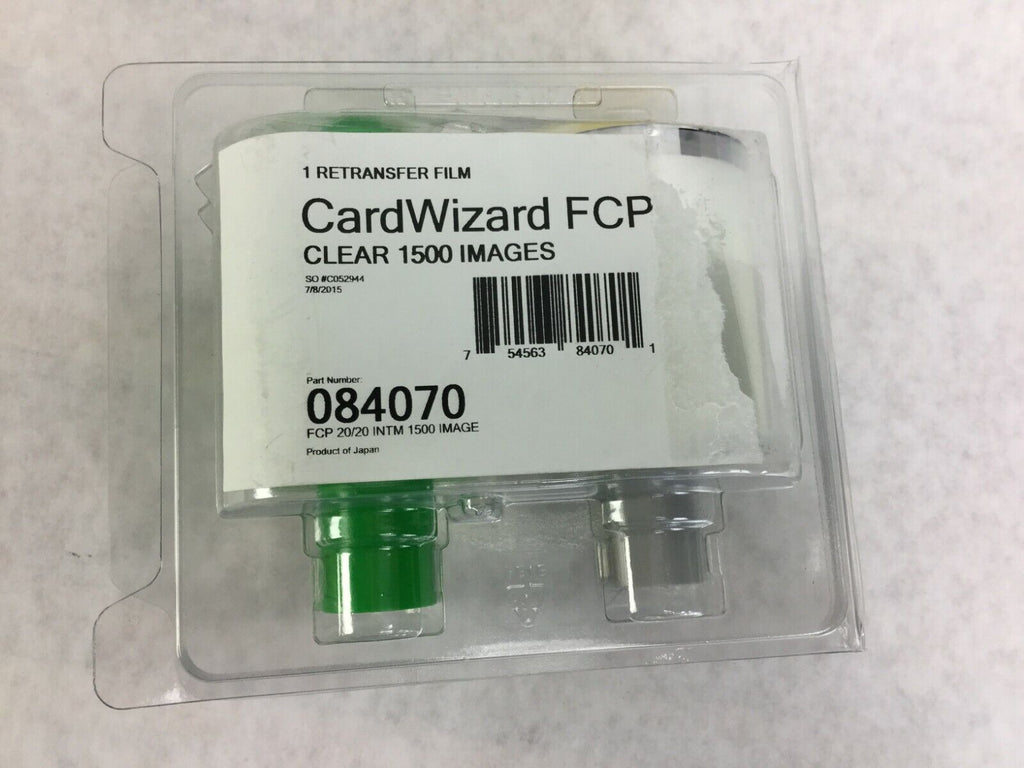 1 RETRANSFER FILM
CardWizard FCP
CLEAR 1500 IMAGES
SO #C052944
7/8/2015
7 54563 84070 1
Part Number:
084070
FCP 20/20 INTM 1500 IMAGE
Product of Japan